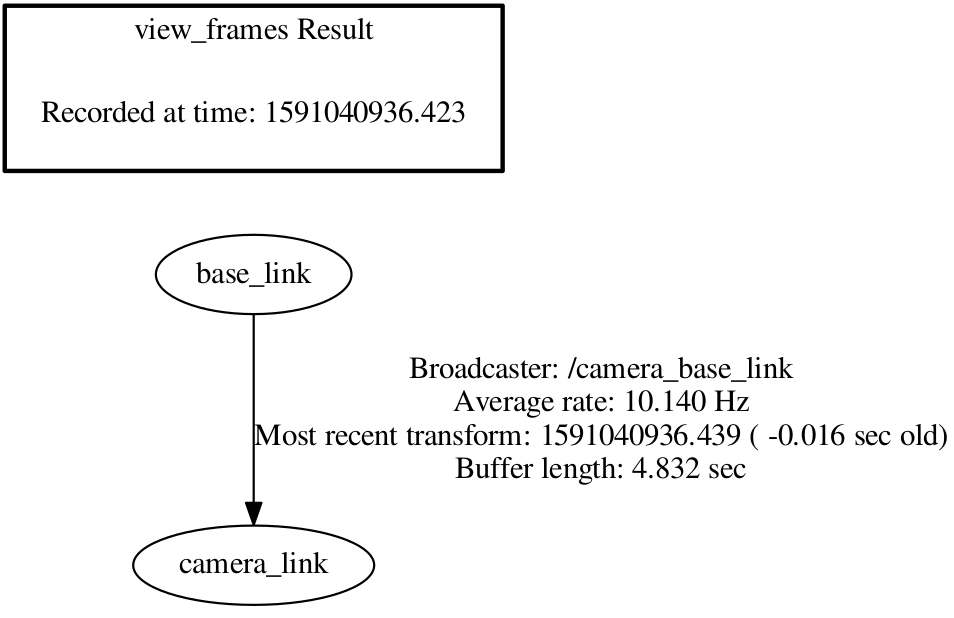 view_frames Result
Recorded at time: 1591040936.423
base_link
Broadcaster: /camera_base_link
Average rate: 10.140 Hz
Most recent transform: 1591040936.439 ( -0.016 sec old)
Buffer length: 4.832 sec
camera_link